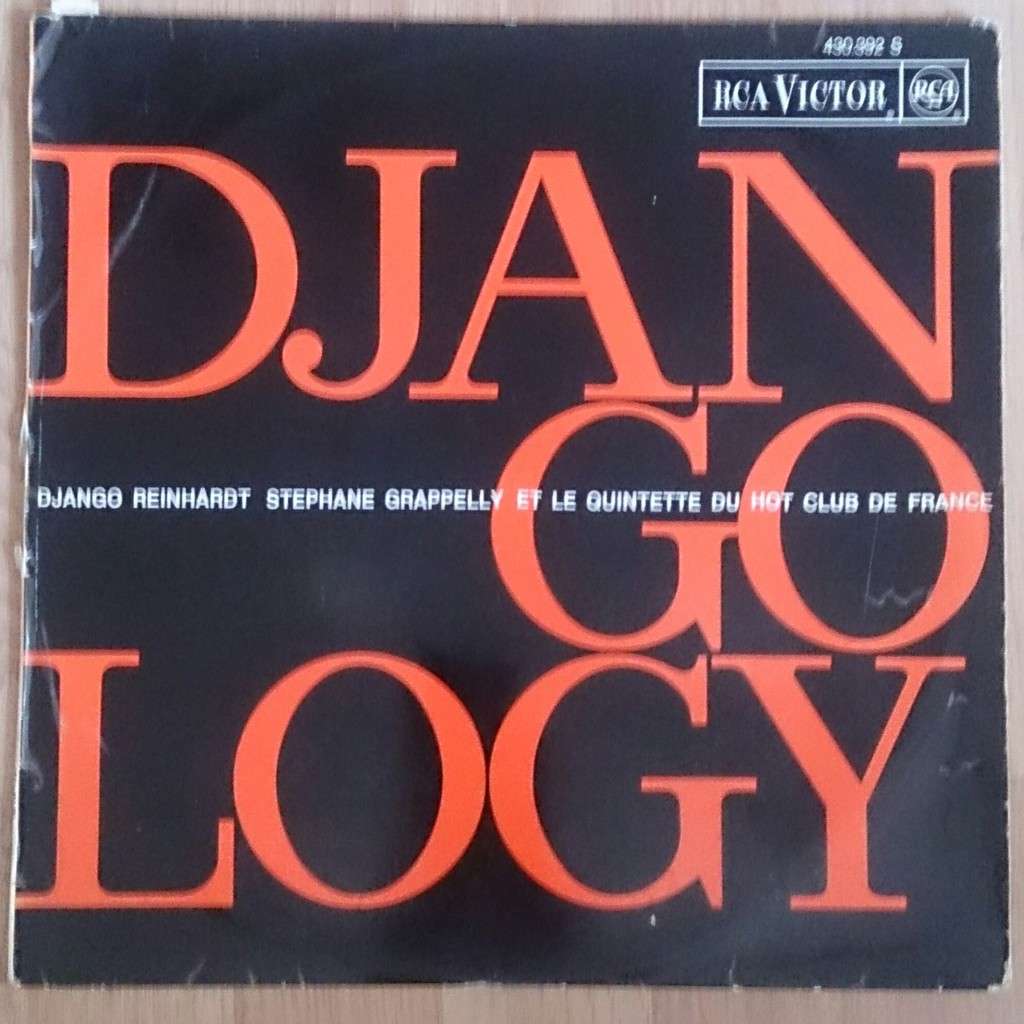 430.392 S
RCA VICTOR RCA
DJAN
GO
DJANGO REINHARDT STEPHANE GRAPPELLY ET LE QUINTETTE DU HOT CLUB DE FRANCE
LOGY